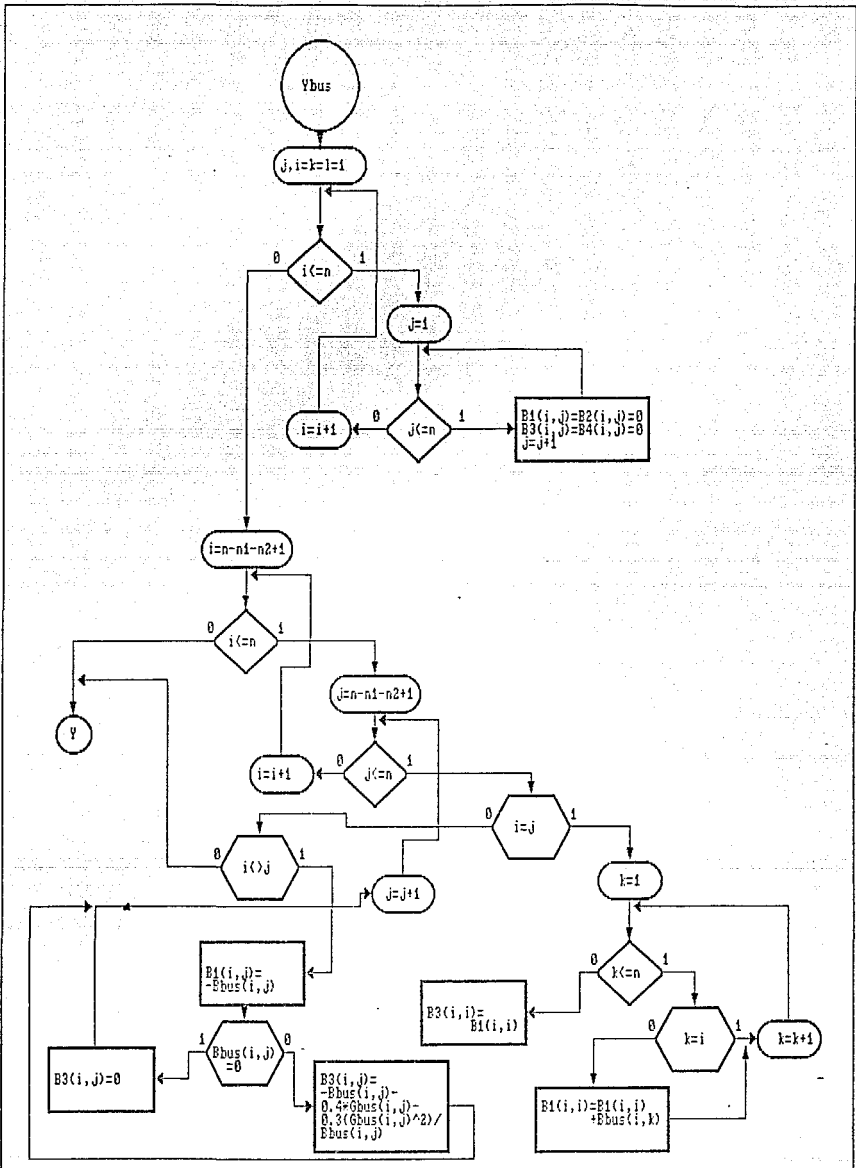 Ybus
j,i=k=l=1
0
1
i<=n
j=1
0
1
i=i+1
j<=n
B1(i,j)=B2(i,j)=0
B3(i,j)=B4(i,j)=0
j=j+1
i=n-n1-n2+1
0
1
i<=n
j=n-n1-n2+1
Y
0
1
i=i+1
j<=n
0
1
i=j
0
1
i<>j
j=j+1
k=1
0
1
B1(i,j)=
-Bbus(i,j)
k<=n
B3(i,i)=
B1(i,i)
0
1
k=i
k=k+1
1
0
Bbus(i,j)
=0
B3(i,j)=0
B3(i,j)=
-Bbus(i,j)-
0.4*Gbus(i,j)-
0.3(Gbus(i,j)^2)/
Bbus(i,j)
B1(i,i)=B1(i,i)
+Bbus(i,k)